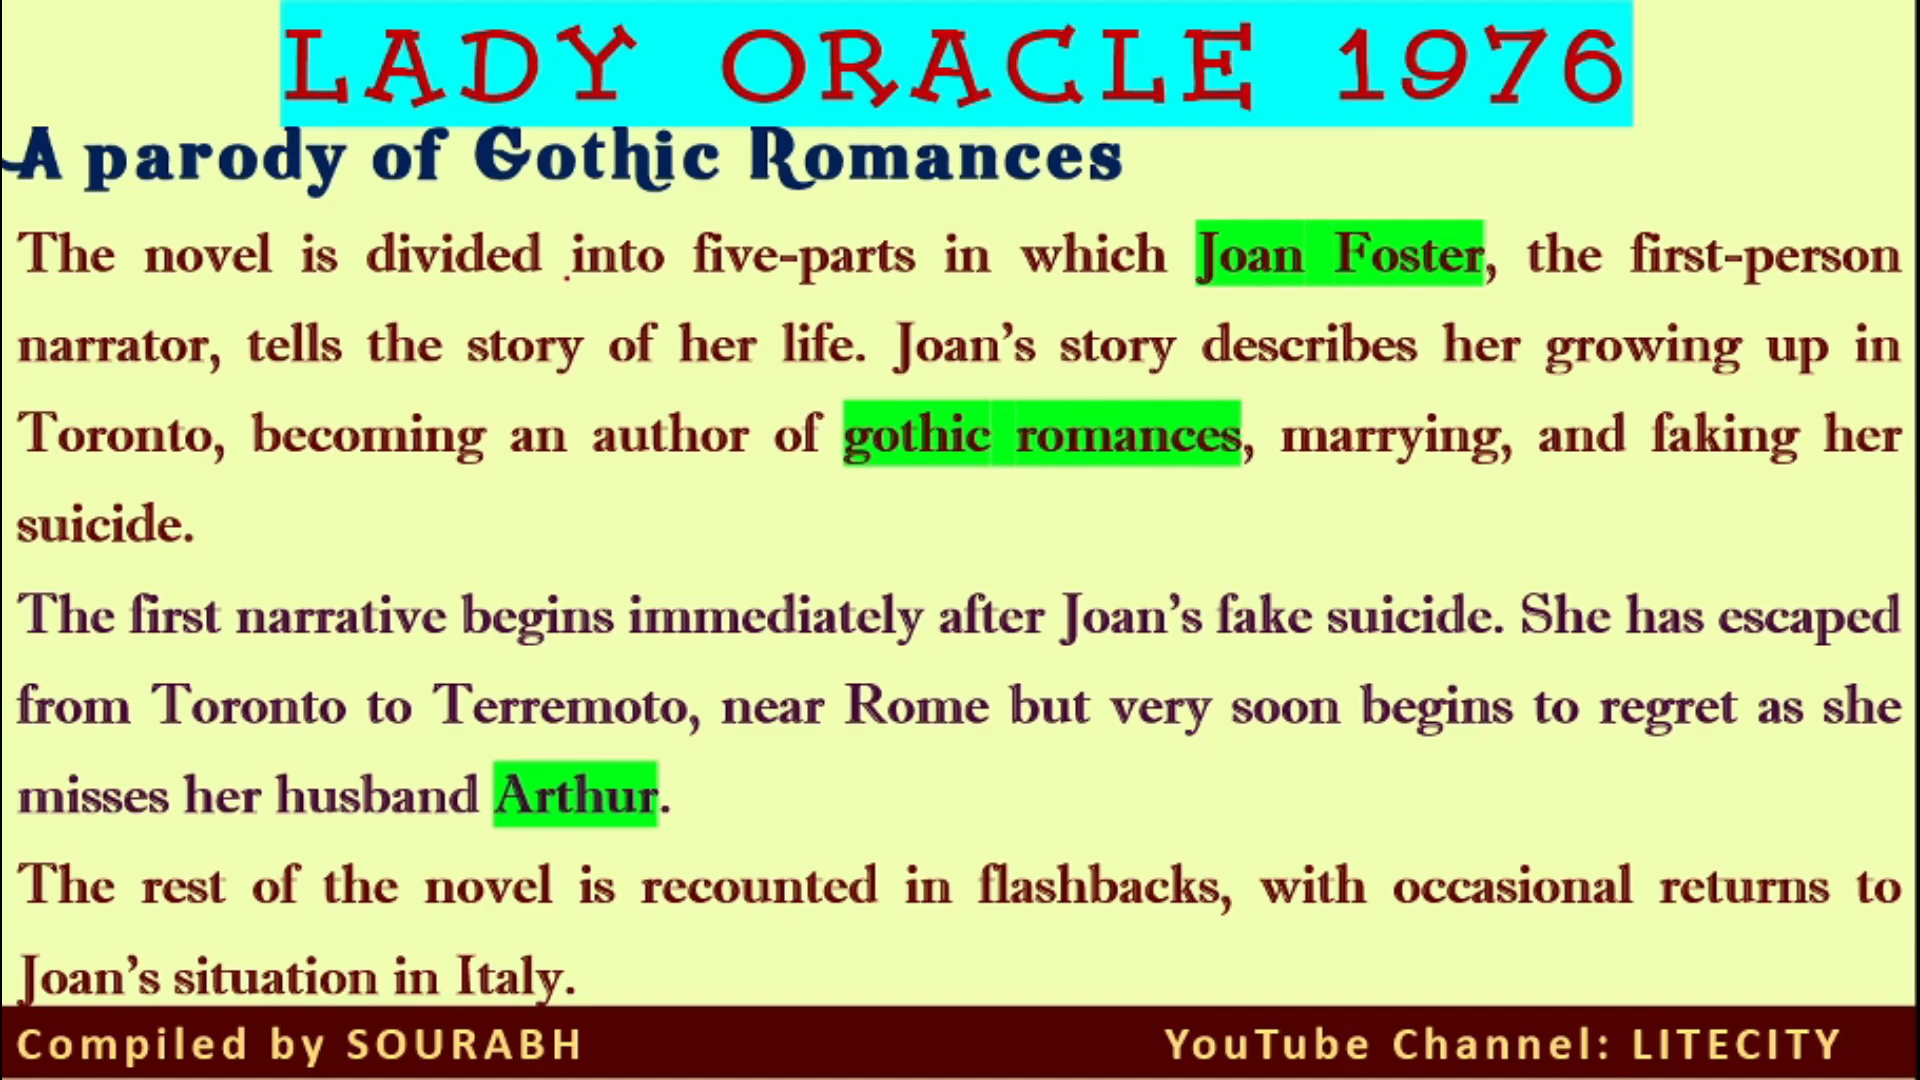 LADY ORACLE 1976
A parody of Gothic Romances
The novel is divided into five-parts in which Joan Foster, the first-person
narrator, tells the story of her life. Joan's story describes her growing up in
Toronto, becoming an author of gothic romances, marrying, and faking her
suicide.
The first narrative begins immediately after Joan's fake suicide. She has escaped
from Toronto to Terremoto, near Rome but very soon begins to regret as she
misses her husband Arthur.
The rest of the novel is recounted in flashbacks, with occasional returns to
Joan's situation in Italy.
Compiled by SOURABH YouTube Channel: LITECITY